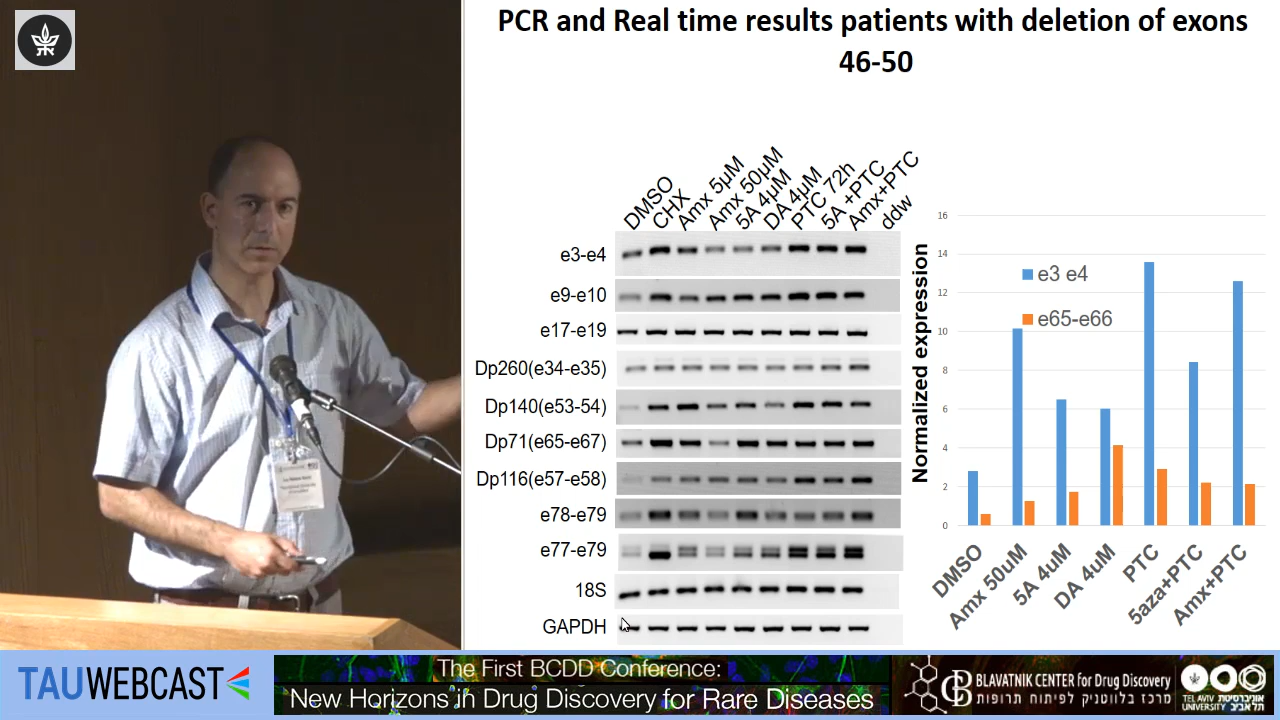 PCR and Real time results patients with deletion of exons
46-50
DMSO
CHX
Amx 5µM
Amx 50µM
5A 4µM
DA 4µM
PTC 72h
5A +PTC
Amx+PTC
ddw
e3-e4
e9-e10
e17-e19
Dp260(e34-e35)
Dp140(e53-54)
Dp71(e65-e67)
Dp116(e57-e58)
e78-e79
e77-e79
18S
GAPDH
Normalized expression
16
14
12
10
8
6
4
2
0
e3 e4
e65-e66
DMSO
Amx 50uM
5A 4uM
DA 4uM
PTC
5aza+PTC
Amx+PTC
TAUWEBCAST
The First BCDD Conference:
New Horizons in Drug Discovery for Rare Diseases
CB
BLAVATNIK CENTER for Drug Discovery
מרכז בלווטניק לפיתוח תרופות
TEL AVIV UNIVERSITY
אוניברסיטת תל אביב